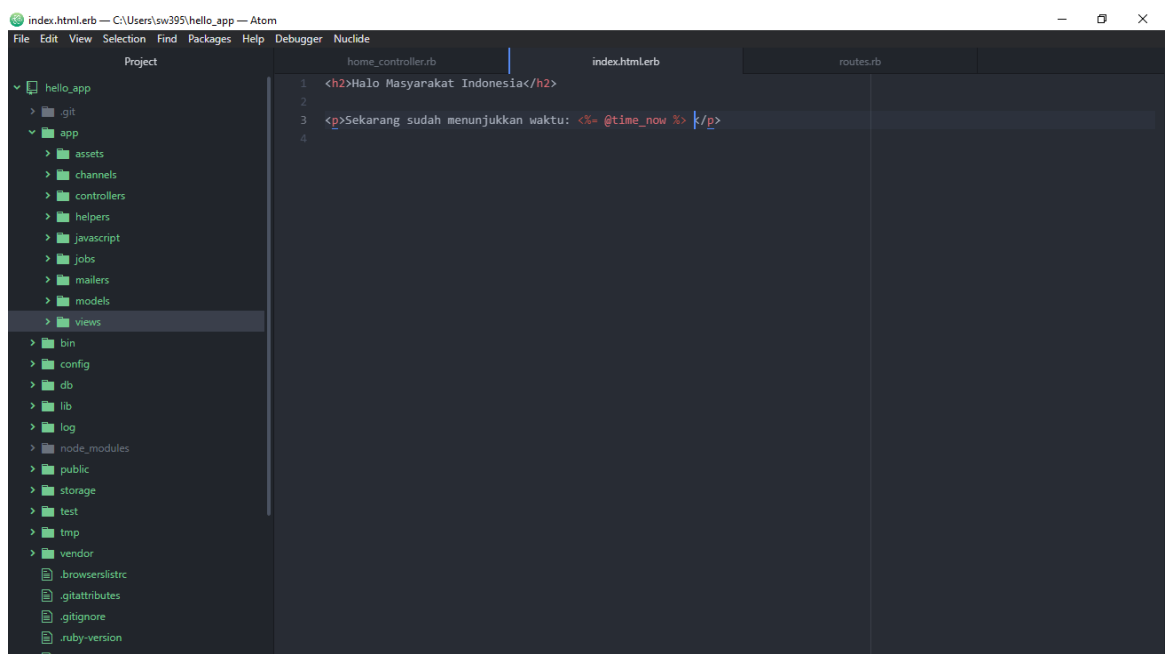 index.html.erb — C:\Users\sw395\hello_app — Atom
File Edit View Selection Find Packages Help Debugger Nuclide
Project
home_controller.rb index.html.erb routes.rb
hello_app
.git
app
assets
channels
controllers
helpers
javascript
jobs
mailers
models
views
bin
config
db
lib
log
node_modules
public
storage
test
tmp
vendor
.browserslistrc
.gitattributes
.gitignore
.ruby-version
1 <h2>Halo Masyarakat Indonesia</h2>
2
3 <p>Sekarang sudah menunjukkan waktu: <%= @time_now %> </p>
4